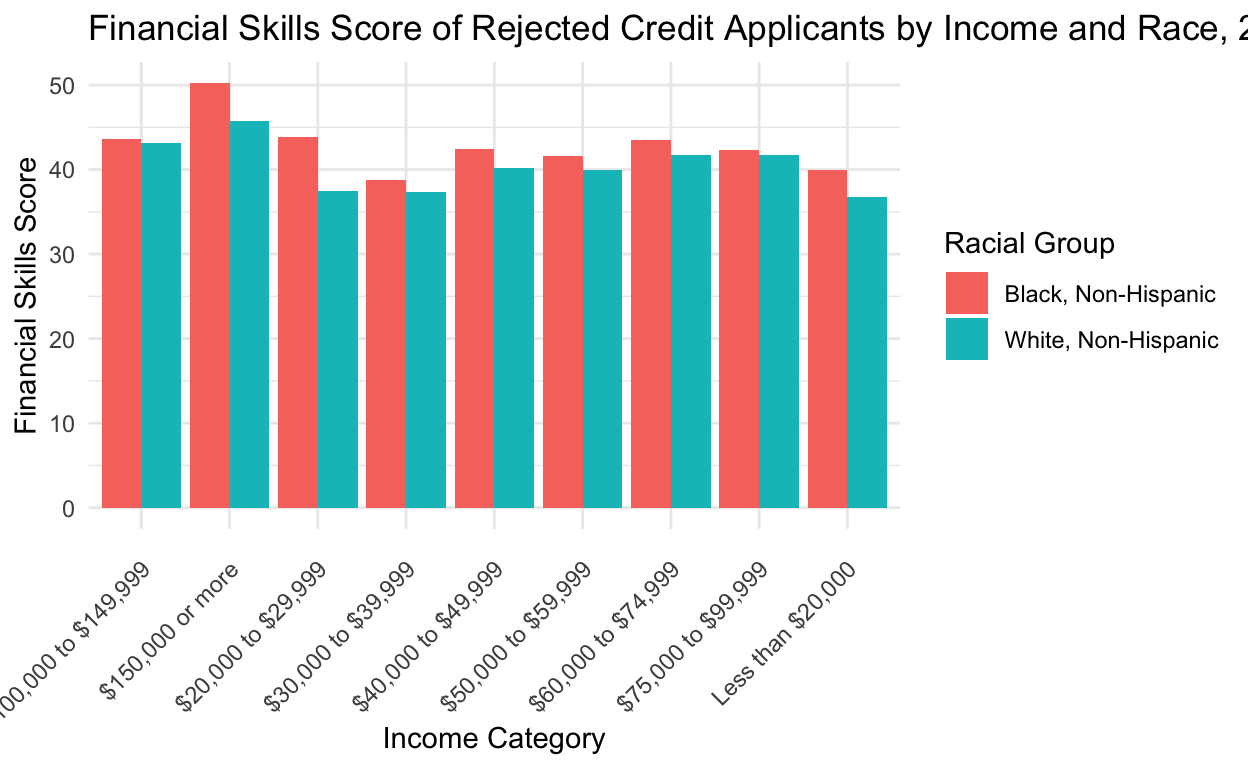 Financial Skills Score of Rejected Credit Applicants by Income and Race, 2
Financial Skills Score
50
40
30
20
10
0
Racial Group
Black, Non-Hispanic
White, Non-Hispanic
00,000 to $149,999
$150,000 or more
$20,000 to $29,999
$30,000 to $39,999
$40,000 to $49,999
$50,000 to $59,999
$60,000 to $74,999
$75,000 to $99,999
Less than $20,000
Income Category